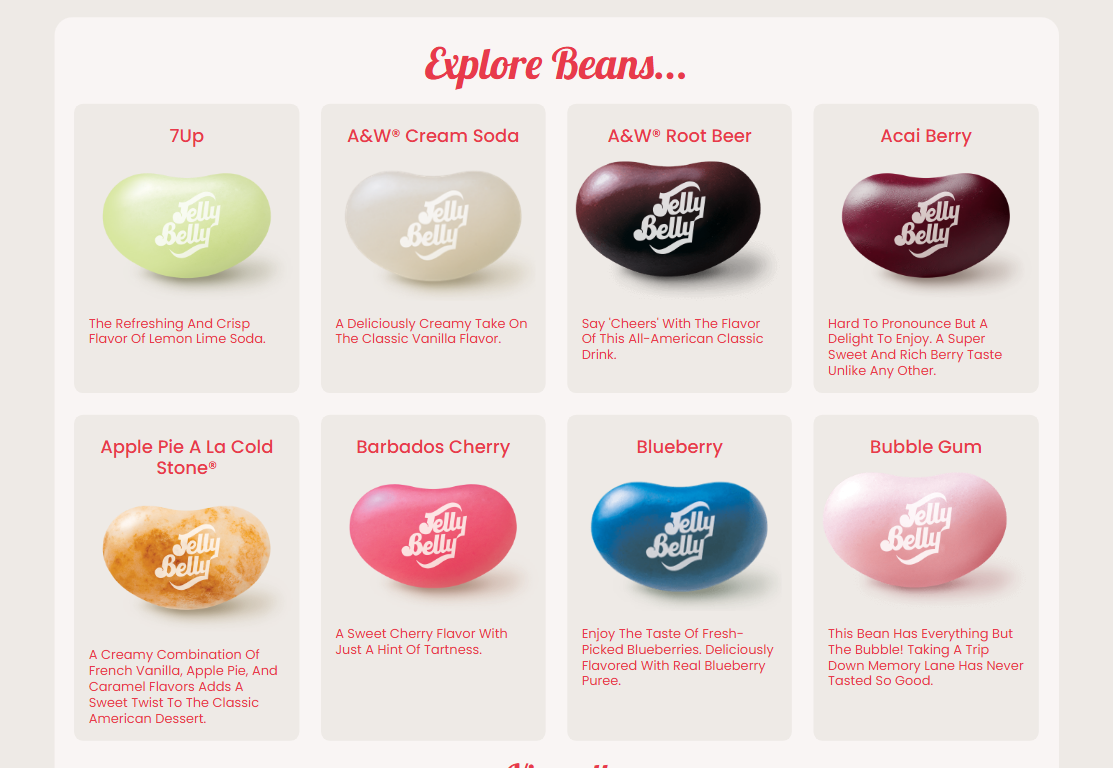 Explore Beans...
7Up
Jelly
Belly
The Refreshing And Crisp
Flavor Of Lemon Lime Soda.
A&W® Cream Soda
Jelly
Belly
A Deliciously Creamy Take On
The Classic Vanilla Flavor.
A&W® Root Beer
Jelly
Belly
Say 'Cheers' With The Flavor
Of This All-American Classic
Drink.
Acai Berry
Jelly
Belly
Hard To Pronounce But A
Delight To Enjoy. A Super
Sweet And Rich Berry Taste
Unlike Any Other.
Apple Pie A La Cold
Stone®
Jelly
Belly
A Creamy Combination Of
French Vanilla, Apple Pie, And
Caramel Flavors Adds A
Sweet Twist To The Classic
American Dessert.
Barbados Cherry
Jelly
Belly
A Sweet Cherry Flavor With
Just A Hint Of Tartness.
Blueberry
Jelly
Belly
Enjoy The Taste Of Fresh-
Picked Blueberries. Deliciously
Flavored With Real Blueberry
Puree.
Bubble Gum
Jelly
Belly
This Bean Has Everything But
The Bubble! Taking A Trip
Down Memory Lane Has Never
Tasted So Good.